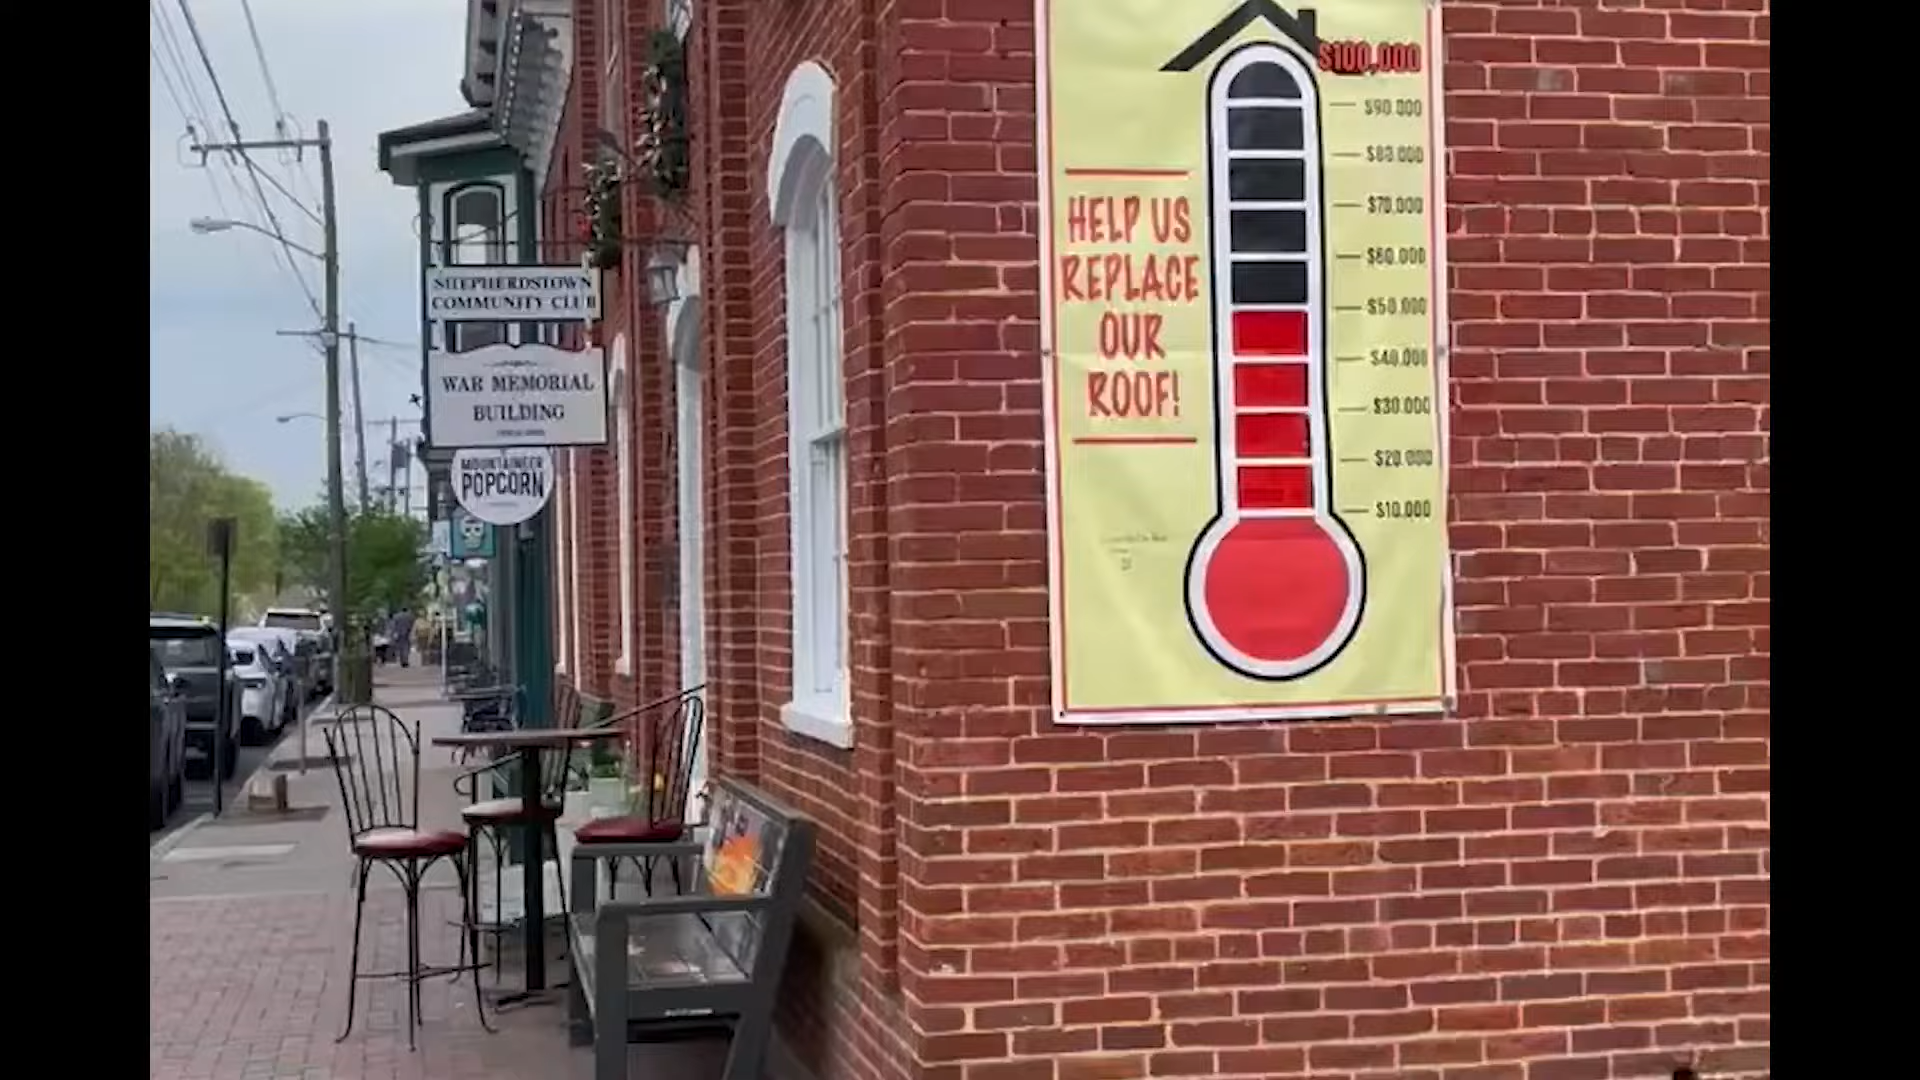 SHEPHERDSTOWN
COMMUNITY CLUB
WAR MEMORIAL
BUILDING
MOUNTAINEER
POPCORN
HELP US
REPLACE
OUR
ROOF!
$100,000
$90.000
$80.000
$70.000
$60.000
$50.000
$40.000
$30.000
$20.000
$10.000